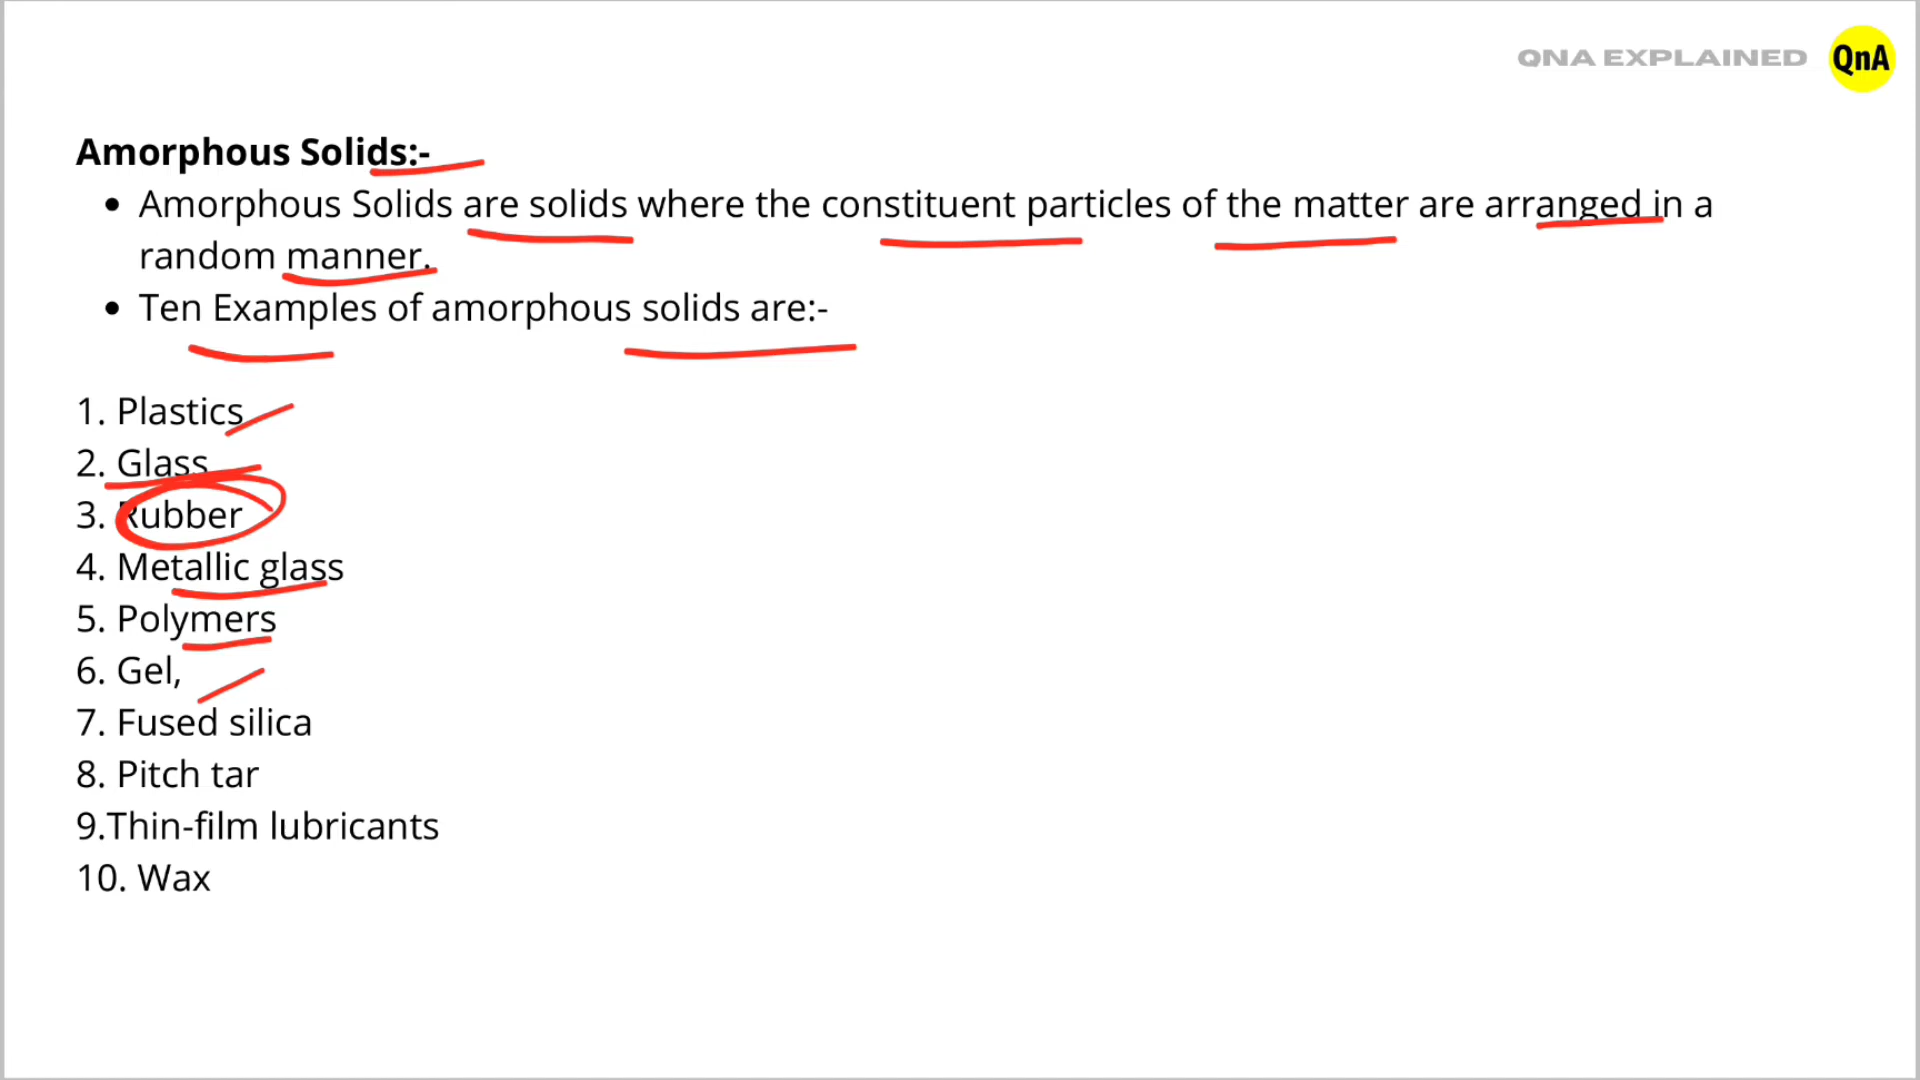 QNA EXPLAINED QnA
Amorphous Solids:-
• Amorphous Solids are solids where the constituent particles of the matter are arranged in a
random manner.
• Ten Examples of amorphous solids are:-
1. Plastics
2. Glass
3. Rubber
4. Metallic glass
5. Polymers
6. Gel,
7. Fused silica
8. Pitch tar
9.Thin-film lubricants
10. Wax